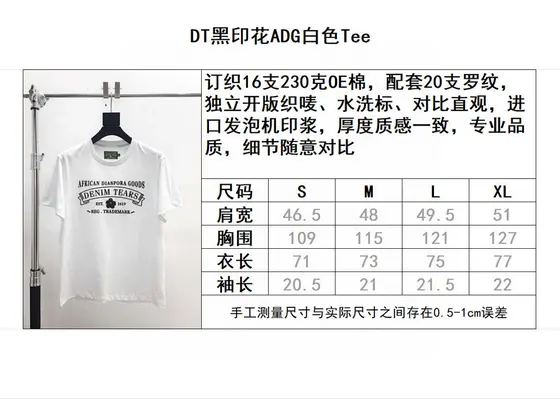 DT黑印花ADG白色Tee
订织16支230克OE棉，配套20支罗纹，
独立开版织唛、水洗标、对比直观，进
口发泡机印浆，厚度质感一致，专业品
质，细节随意对比
AFRICAN DIASPORA GOODS
DENIM TEARS
EST. 2019
REG. TRADEMARK
尺码 S M L XL
肩宽 46.5 48 49.5 51
胸围 109 115 121 127
衣长 71 73 75 77
袖长 20.5 21 21.5 22
手工测量尺寸与实际尺寸之间存在0.5-1cm误差